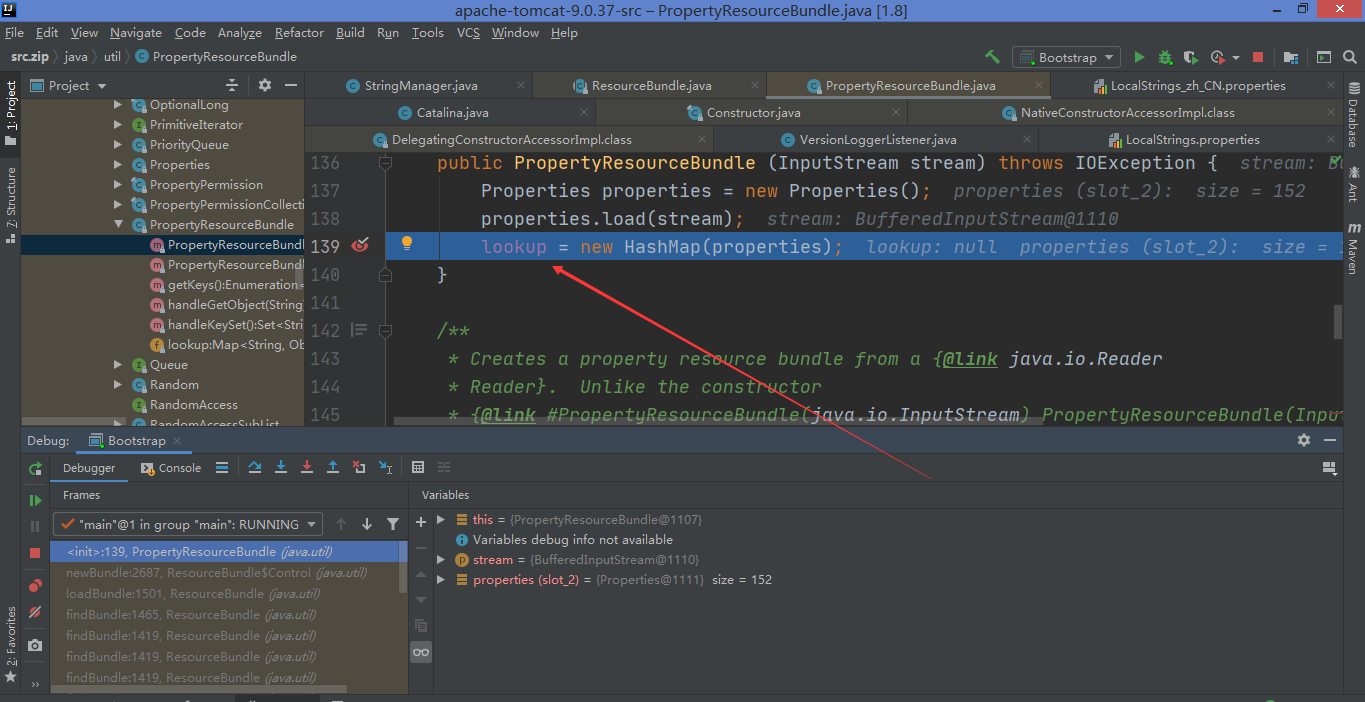 apache-tomcat-9.0.37-src – PropertyResourceBundle.java [1.8]
File Edit View Navigate Code Analyze Refactor Build Run Tools VCS Window Help
src.zip java util PropertyResourceBundle
Bootstrap
1: Project
7: Structure
2: Favorites
Project
OptionalLong
PrimitiveIterator
PriorityQueue
Properties
PropertyPermission
PropertyPermissionCollecti
PropertyResourceBundle
PropertyResourceBundl
PropertyResourceBundl
getKeys():Enumeration<
handleGetObject(String)
handleKeySet():Set<Stri
lookup:Map<String, Ob
Queue
Random
RandomAccess
RandomAccessSubList
StringManager.java
ResourceBundle.java
PropertyResourceBundle.java
LocalStrings_zh_CN.properties
Catalina.java
Constructor.java
NativeConstructorAccessorImpl.class
DelegatingConstructorAccessorImpl.class
VersionLoggerListener.java
LocalStrings.properties
136 public PropertyResourceBundle (InputStream stream) throws IOException { stream: Bu
137 Properties properties = new Properties(); properties (slot_2): size = 152
138 properties.load(stream); stream: BufferedInputStream@1110
139 lookup = new HashMap(properties); lookup: null properties (slot_2): size = 1
140 }
141
142 /**
143 * Creates a property resource bundle from a {@link java.io.Reader
144 * Reader}. Unlike the constructor
145 * {@link #PropertyResourceBundle(java.io.InputStream) PropertyResourceBundle(Inpu
Database
Ant
m
Maven
Debug: Bootstrap
Debugger Console
Frames
"main"@1 in group "main": RUNNING
<init>:139, PropertyResourceBundle (java.util)
newBundle:2687, ResourceBundle$Control (java.util)
loadBundle:1501, ResourceBundle (java.util)
findBundle:1465, ResourceBundle (java.util)
findBundle:1419, ResourceBundle (java.util)
findBundle:1419, ResourceBundle (java.util)
findBundle:1419, ResourceBundle (java.util)
Variables
this = {PropertyResourceBundle@1107}
Variables debug info not available
stream = {BufferedInputStream@1110}
properties (slot_2) = {Properties@1111} size = 152